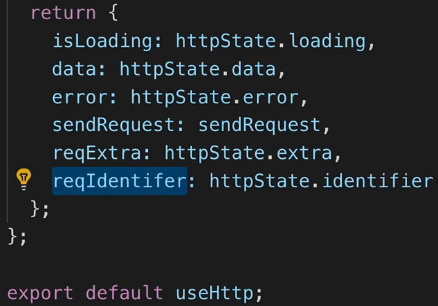 return {
isLoading: httpState.loading,
data: httpState.data,
error: httpState.error,
sendRequest: sendRequest,
reqExtra: httpState.extra,
reqIdentifer: httpState.identifier
};
};
export default useHttp;